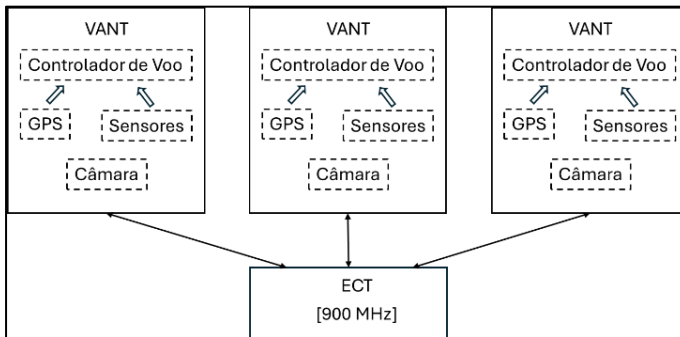 VANT
Controlador de Voo
GPS
Sensores
Câmara
VANT
Controlador de Voo
GPS
Sensores
Câmara
VANT
Controlador de Voo
GPS
Sensores
Câmara
ECT
[900 MHz]